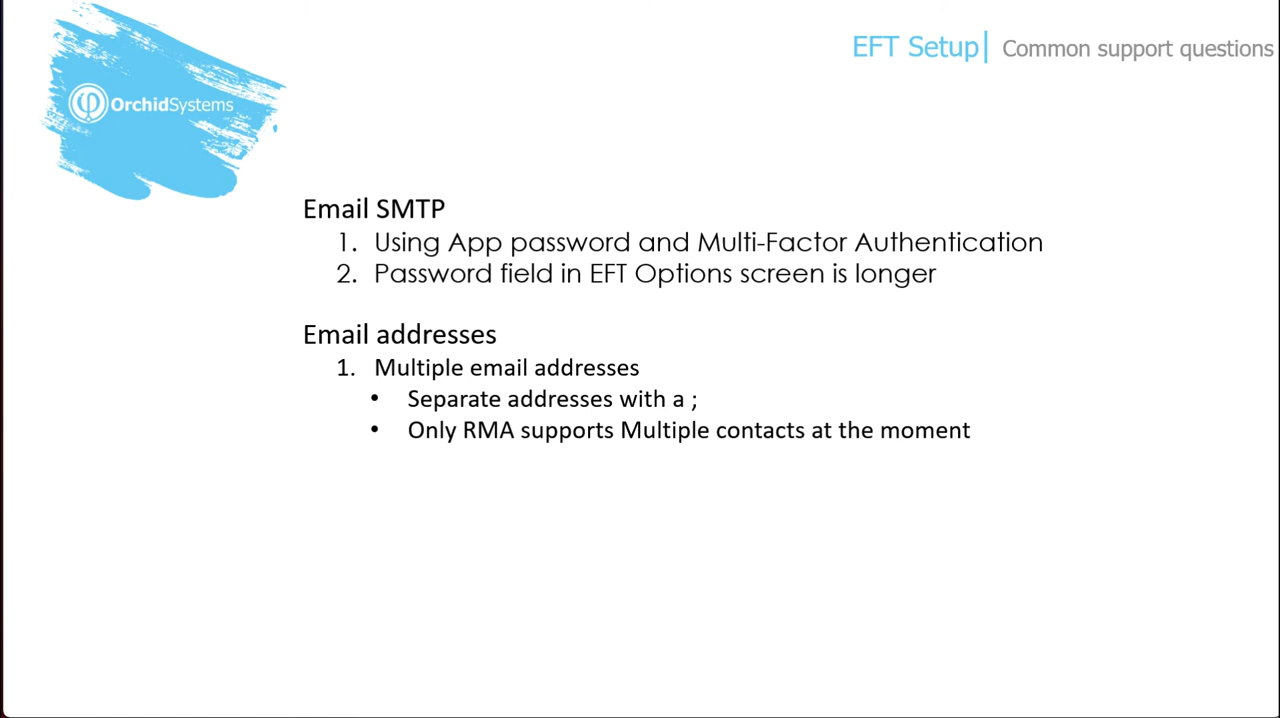 EFT Setup| Common support questions
OrchidSystems
Email SMTP
1. Using App password and Multi-Factor Authentication
2. Password field in EFT Options screen is longer
Email addresses
1. Multiple email addresses
• Separate addresses with a ;
• Only RMA supports Multiple contacts at the moment